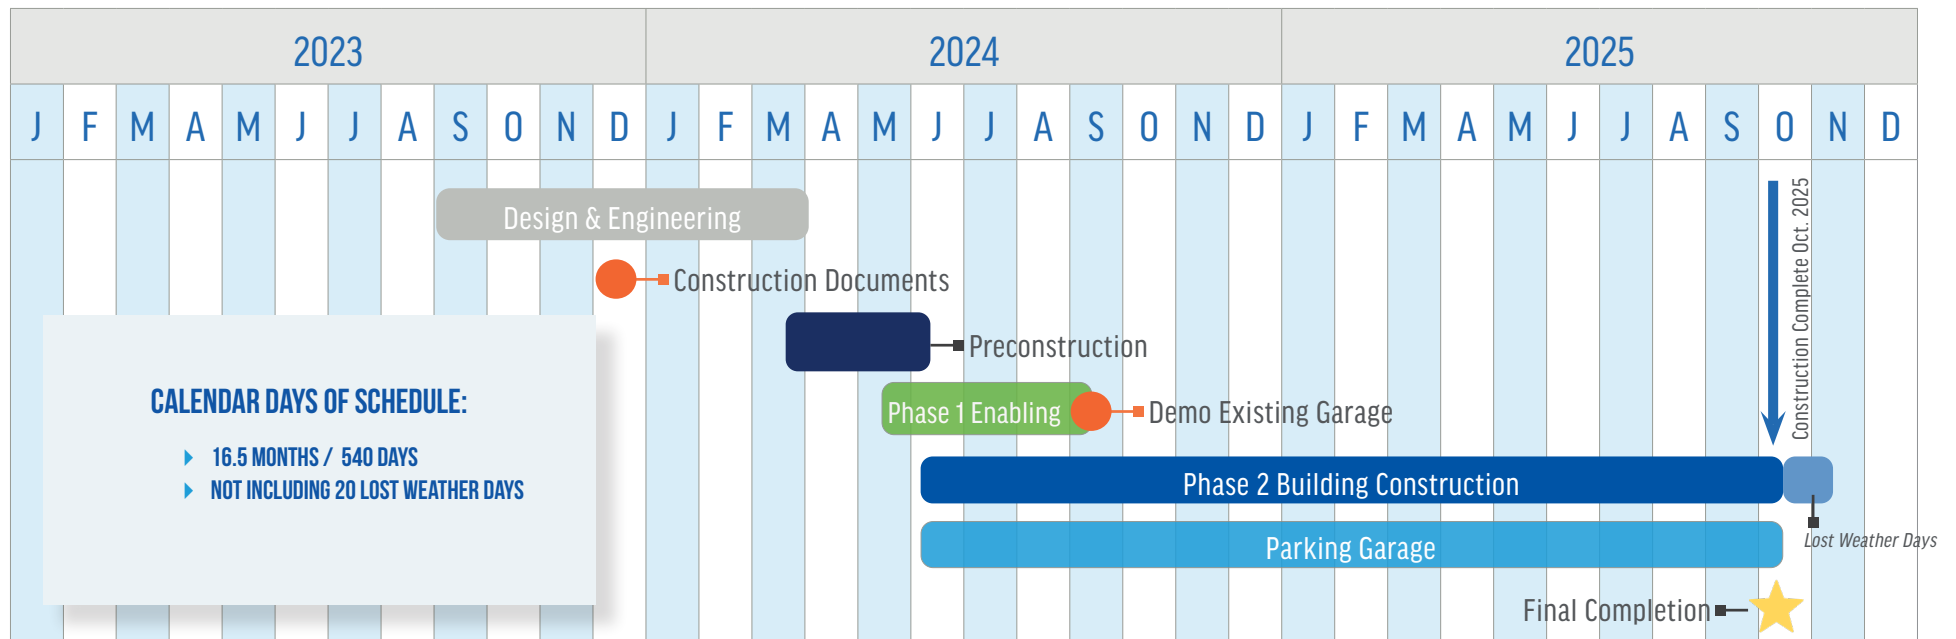 2023 2024 2025
J F M A M J J A S O N D J F M A M J J A S O N D J F M A M J J A S O N D
Design & Engineering
Construction Documents
Preconstruction
Phase 1 Enabling
Demo Existing Garage
Construction Complete Oct. 2025
CALENDAR DAYS OF SCHEDULE:
16.5 MONTHS / 540 DAYS
NOT INCLUDING 20 LOST WEATHER DAYS
Phase 2 Building Construction
Lost Weather Days
Parking Garage
Final Completion